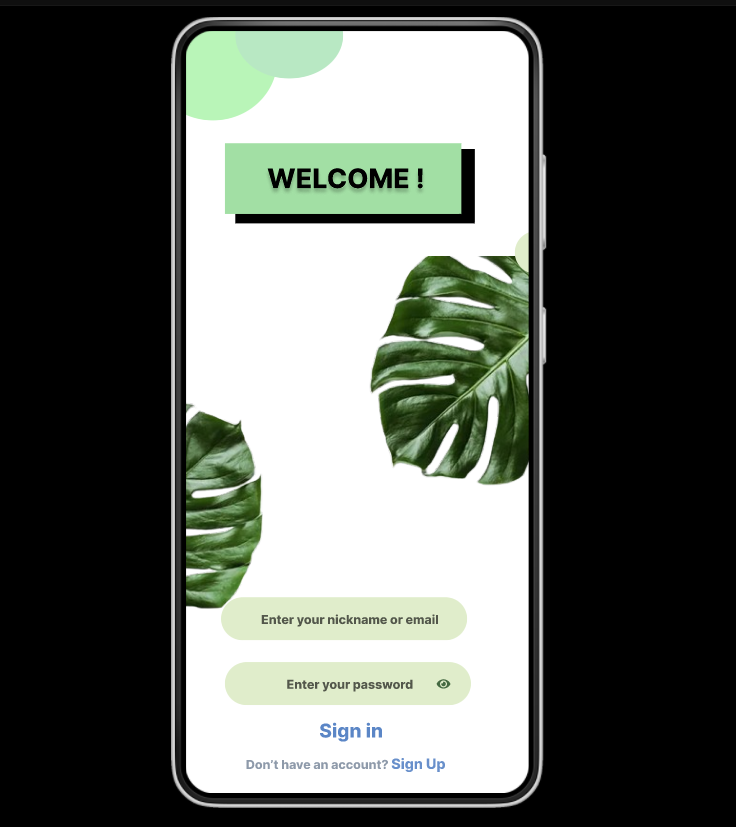 WELCOME !
Enter your nickname or email
Enter your password
Sign in
Don’t have an account? Sign Up